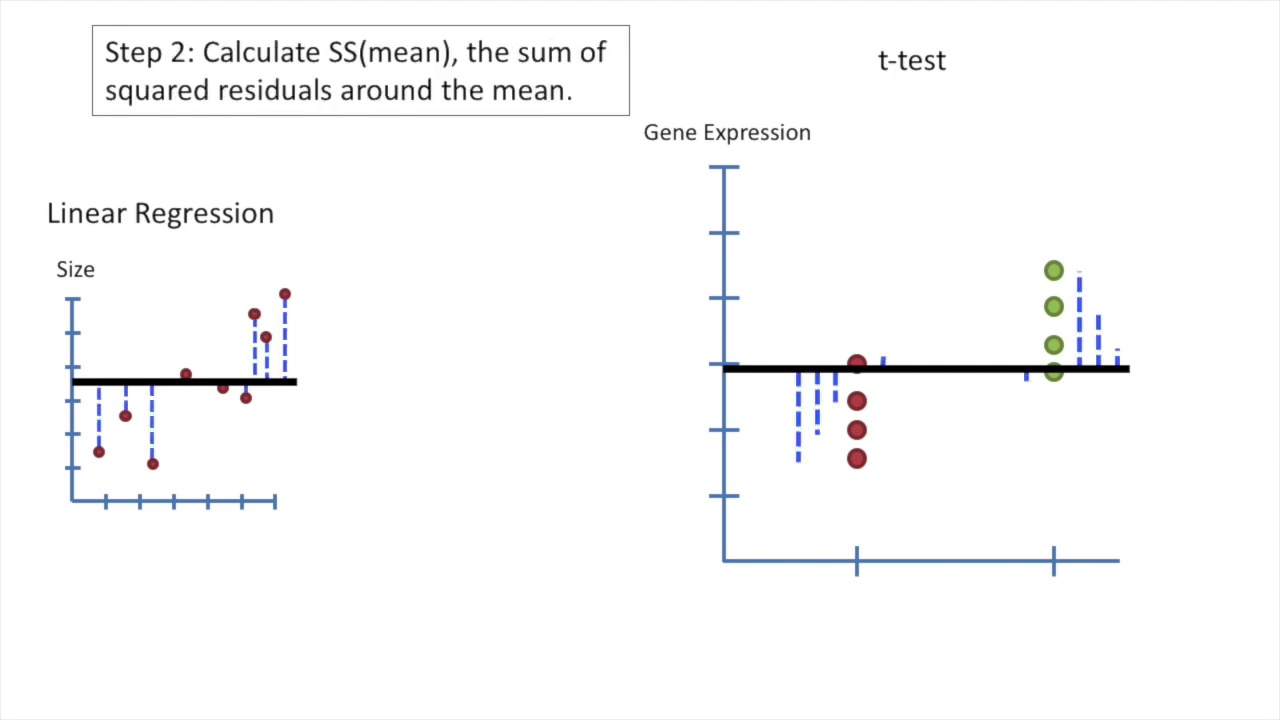 Step 2: Calculate SS(mean), the sum of
squared residuals around the mean.
t-test
Gene Expression
Linear Regression
Size